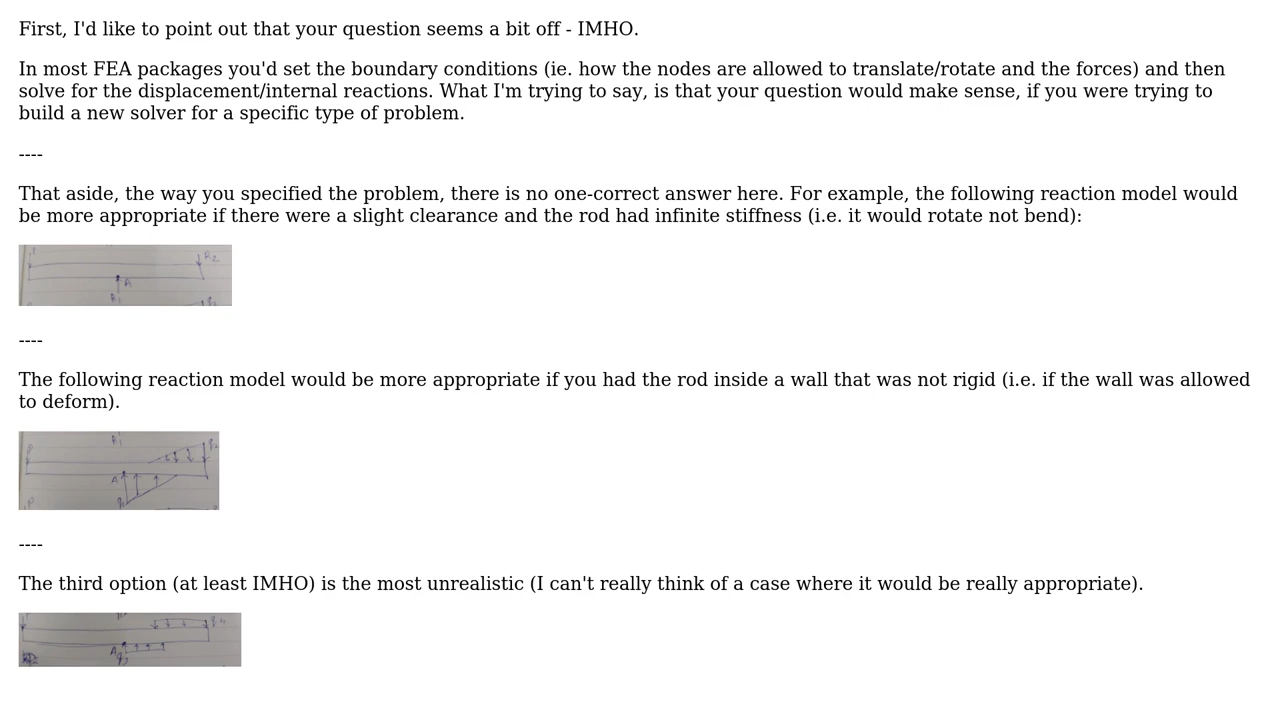 First, I'd like to point out that your question seems a bit off - IMHO.
In most FEA packages you'd set the boundary conditions (ie. how the nodes are allowed to translate/rotate and the forces) and then
solve for the displacement/internal reactions. What I'm trying to say, is that your question would make sense, if you were trying to
build a new solver for a specific type of problem.
----
That aside, the way you specified the problem, there is no one-correct answer here. For example, the following reaction model would
be more appropriate if there were a slight clearance and the rod had infinite stiffness (i.e. it would rotate not bend):
P
R2
A
R1
----
The following reaction model would be more appropriate if you had the rod inside a wall that was not rigid (i.e. if the wall was allowed
to deform).
R1
P
A
----
The third option (at least IMHO) is the most unrealistic (I can't really think of a case where it would be really appropriate).
A